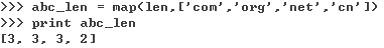 >>> abc_len = map(len,['com','org','net','cn'])
>>> print abc_len
[3, 3, 3, 2]